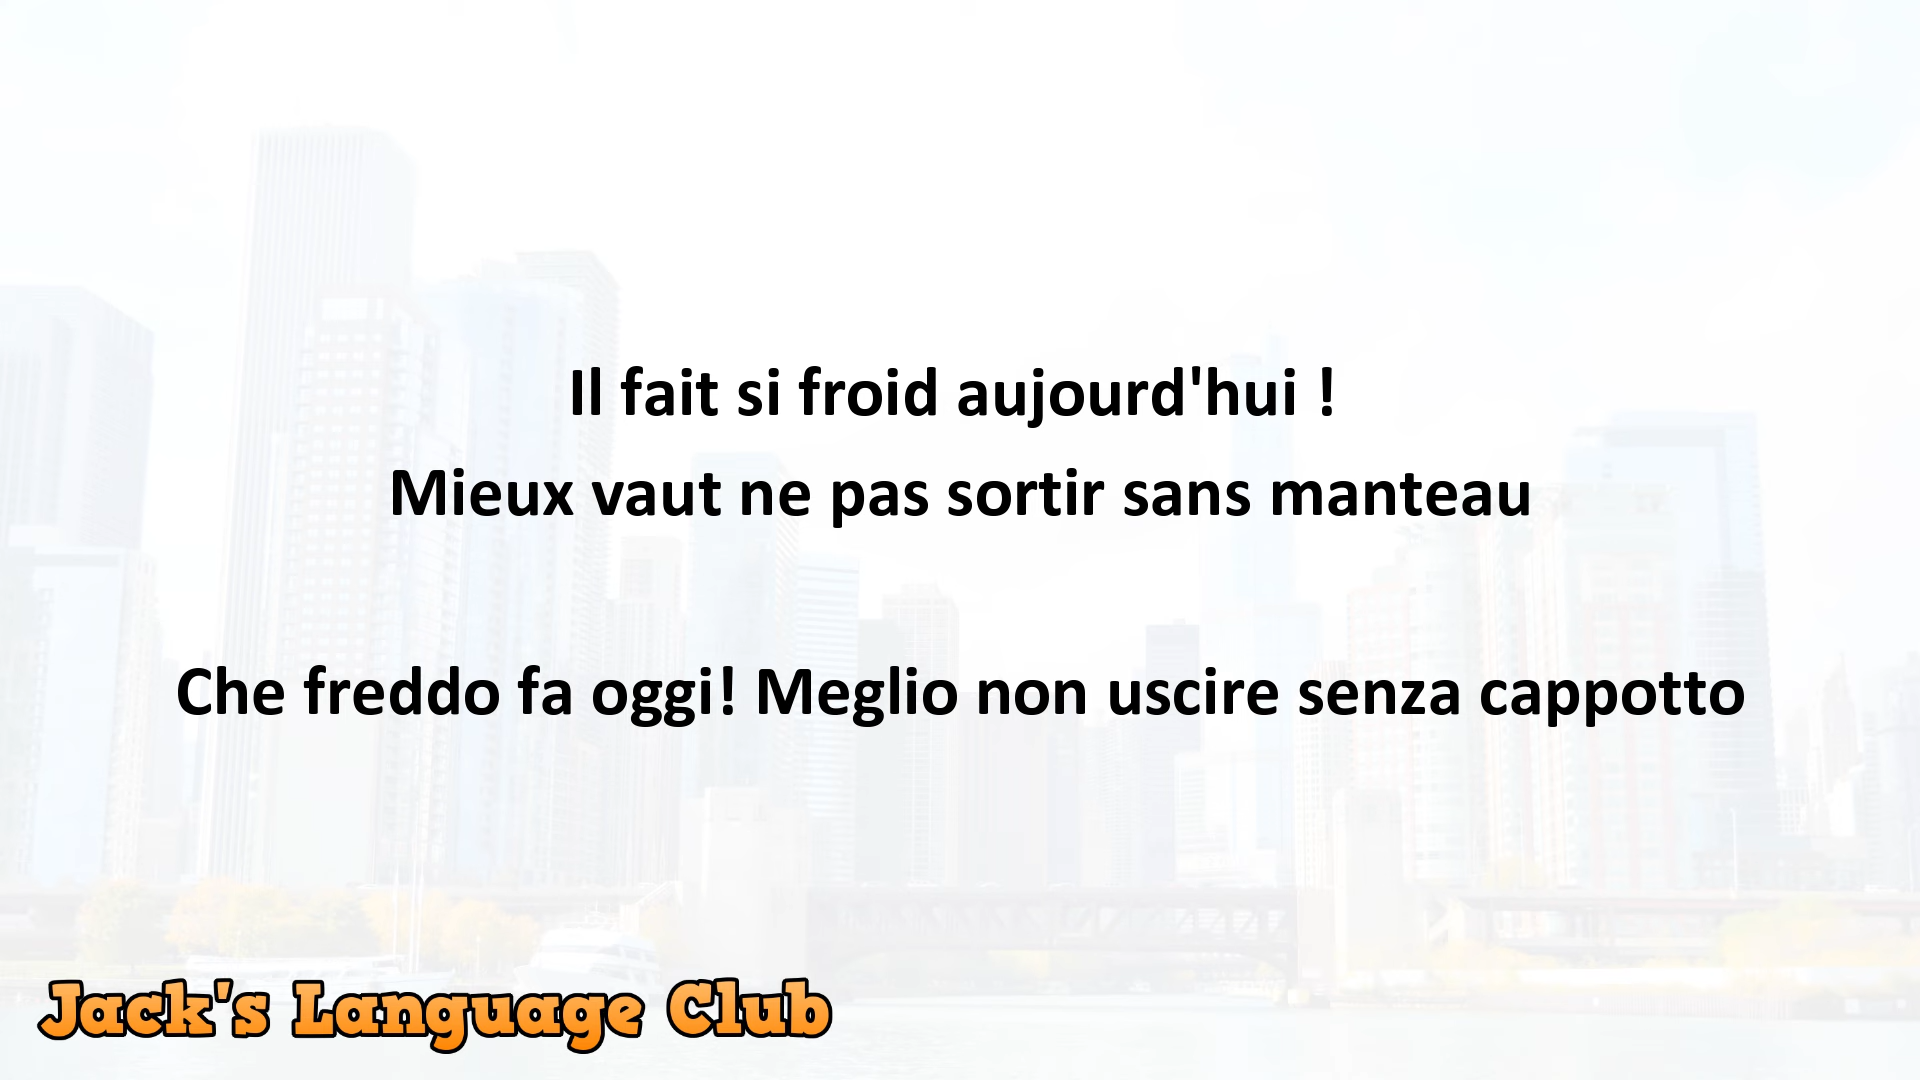 Il fait si froid aujourd'hui !
Mieux vaut ne pas sortir sans manteau
Che freddo fa oggi! Meglio non uscire senza cappotto
Jack's Language Club